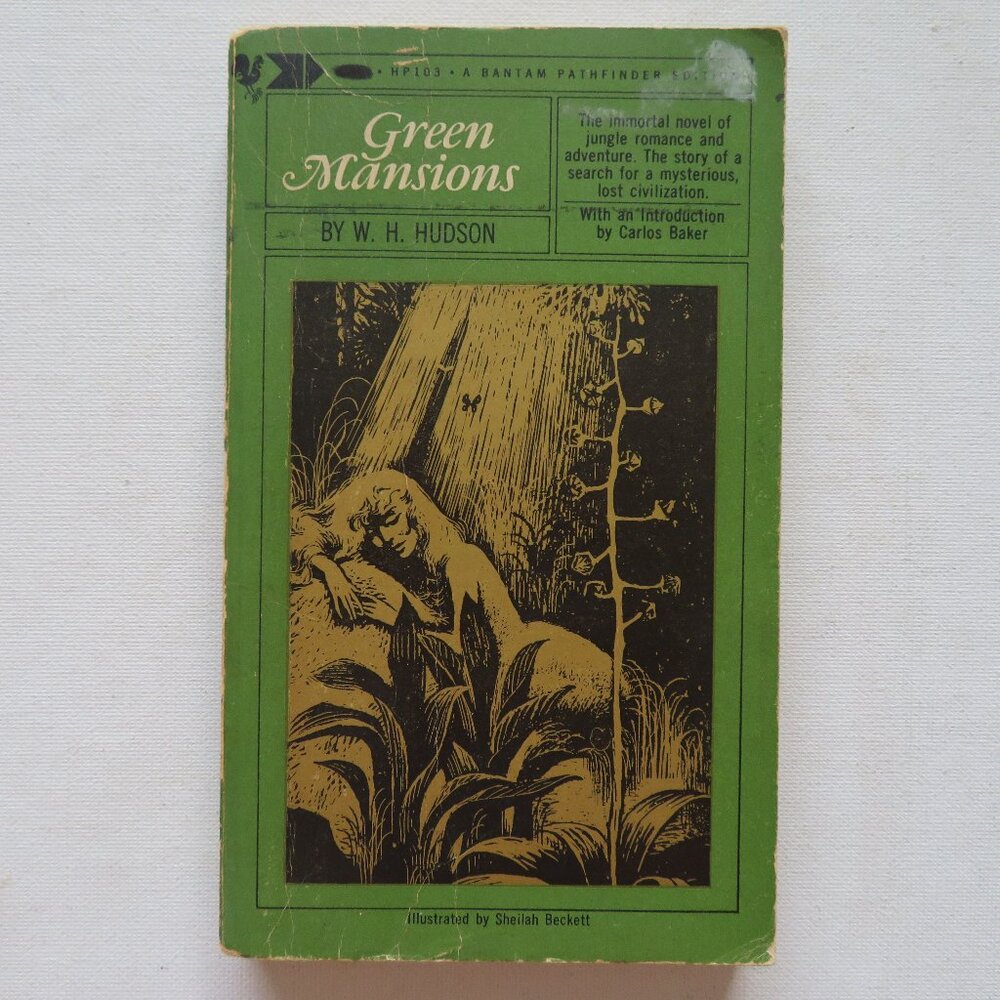 • HP103 • A BANTAM PATHFINDER EDITION
Green
Mansions
BY W. H. HUDSON
The immortal novel of
jungle romance and
adventure. The story of a
search for a mysterious,
lost civilization.
With an Introduction
by Carlos Baker
Illustrated by Sheilah Beckett